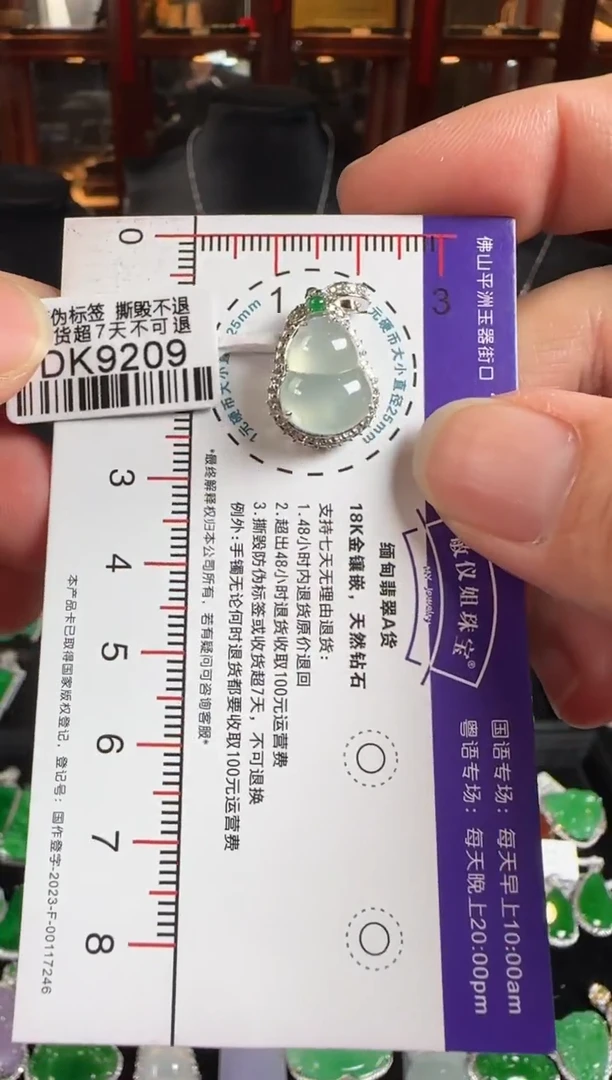 伪标签 撕毁不退
货超7天不可退
DK9209
0
1
3
3
4
5
6
7
8
25mm
1元硬币大小
元硬币大小直径25mm
佛山平洲玉器街口
仪姐珠宝®
国语专场：每天早上10:00am
粤语专场：每天晚上20:00pm
缅甸翡翠A货
18K金镶嵌，天然钻石
支持七天无理由退货：
1.48小时内退货原价退回
2.超出48小时退货收取100元运营费
3.撕毁防伪标签或收货超7天，不可退换
例外:手镯无论何时退货都要收取100元运营费
*最终解释权归本公司所有，若有疑问可咨询客服*
本产品卡已取得国家版权登记，登记号：国作登字-2023-F-00117246